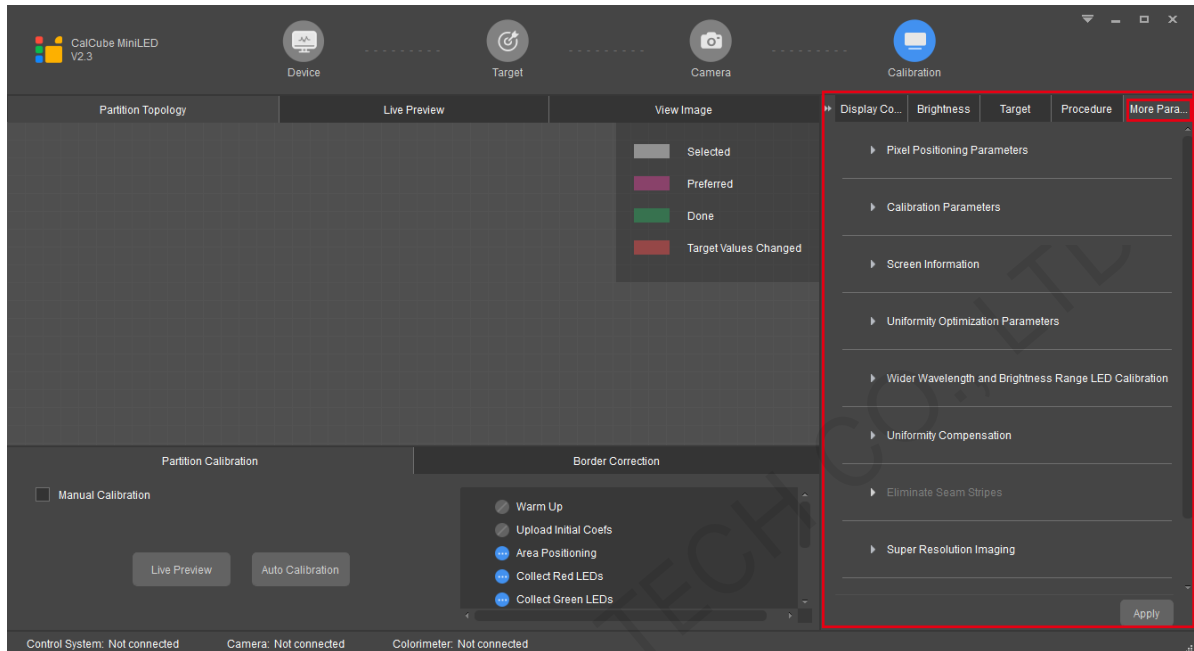 CalCube MiniLED
V2.3
Device
Target
Camera
Calibration
Partition Topology
Live Preview
View Image
Display Co...
Brightness
Target
Procedure
More Para...
Selected
Preferred
Done
Target Values Changed
Pixel Positioning Parameters
Calibration Parameters
Screen Information
Uniformity Optimization Parameters
Wider Wavelength and Brightness Range LED Calibration
Uniformity Compensation
Eliminate Seam Stripes
Super Resolution Imaging
Apply
Partition Calibration
Border Correction
Manual Calibration
Live Preview
Auto Calibration
Warm Up
Upload Initial Coefs
Area Positioning
Collect Red LEDs
Collect Green LEDs
Control System: Not connected
Camera: Not connected
Colorimeter: Not connected
TECH CO., LTD